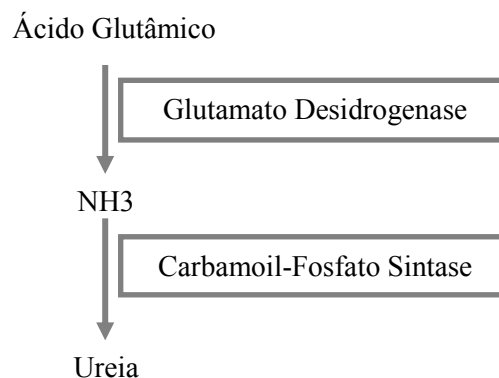 Ácido Glutâmico
Glutamato Desidrogenase
NH3
Carbamoil-Fosfato Sintase
Ureia